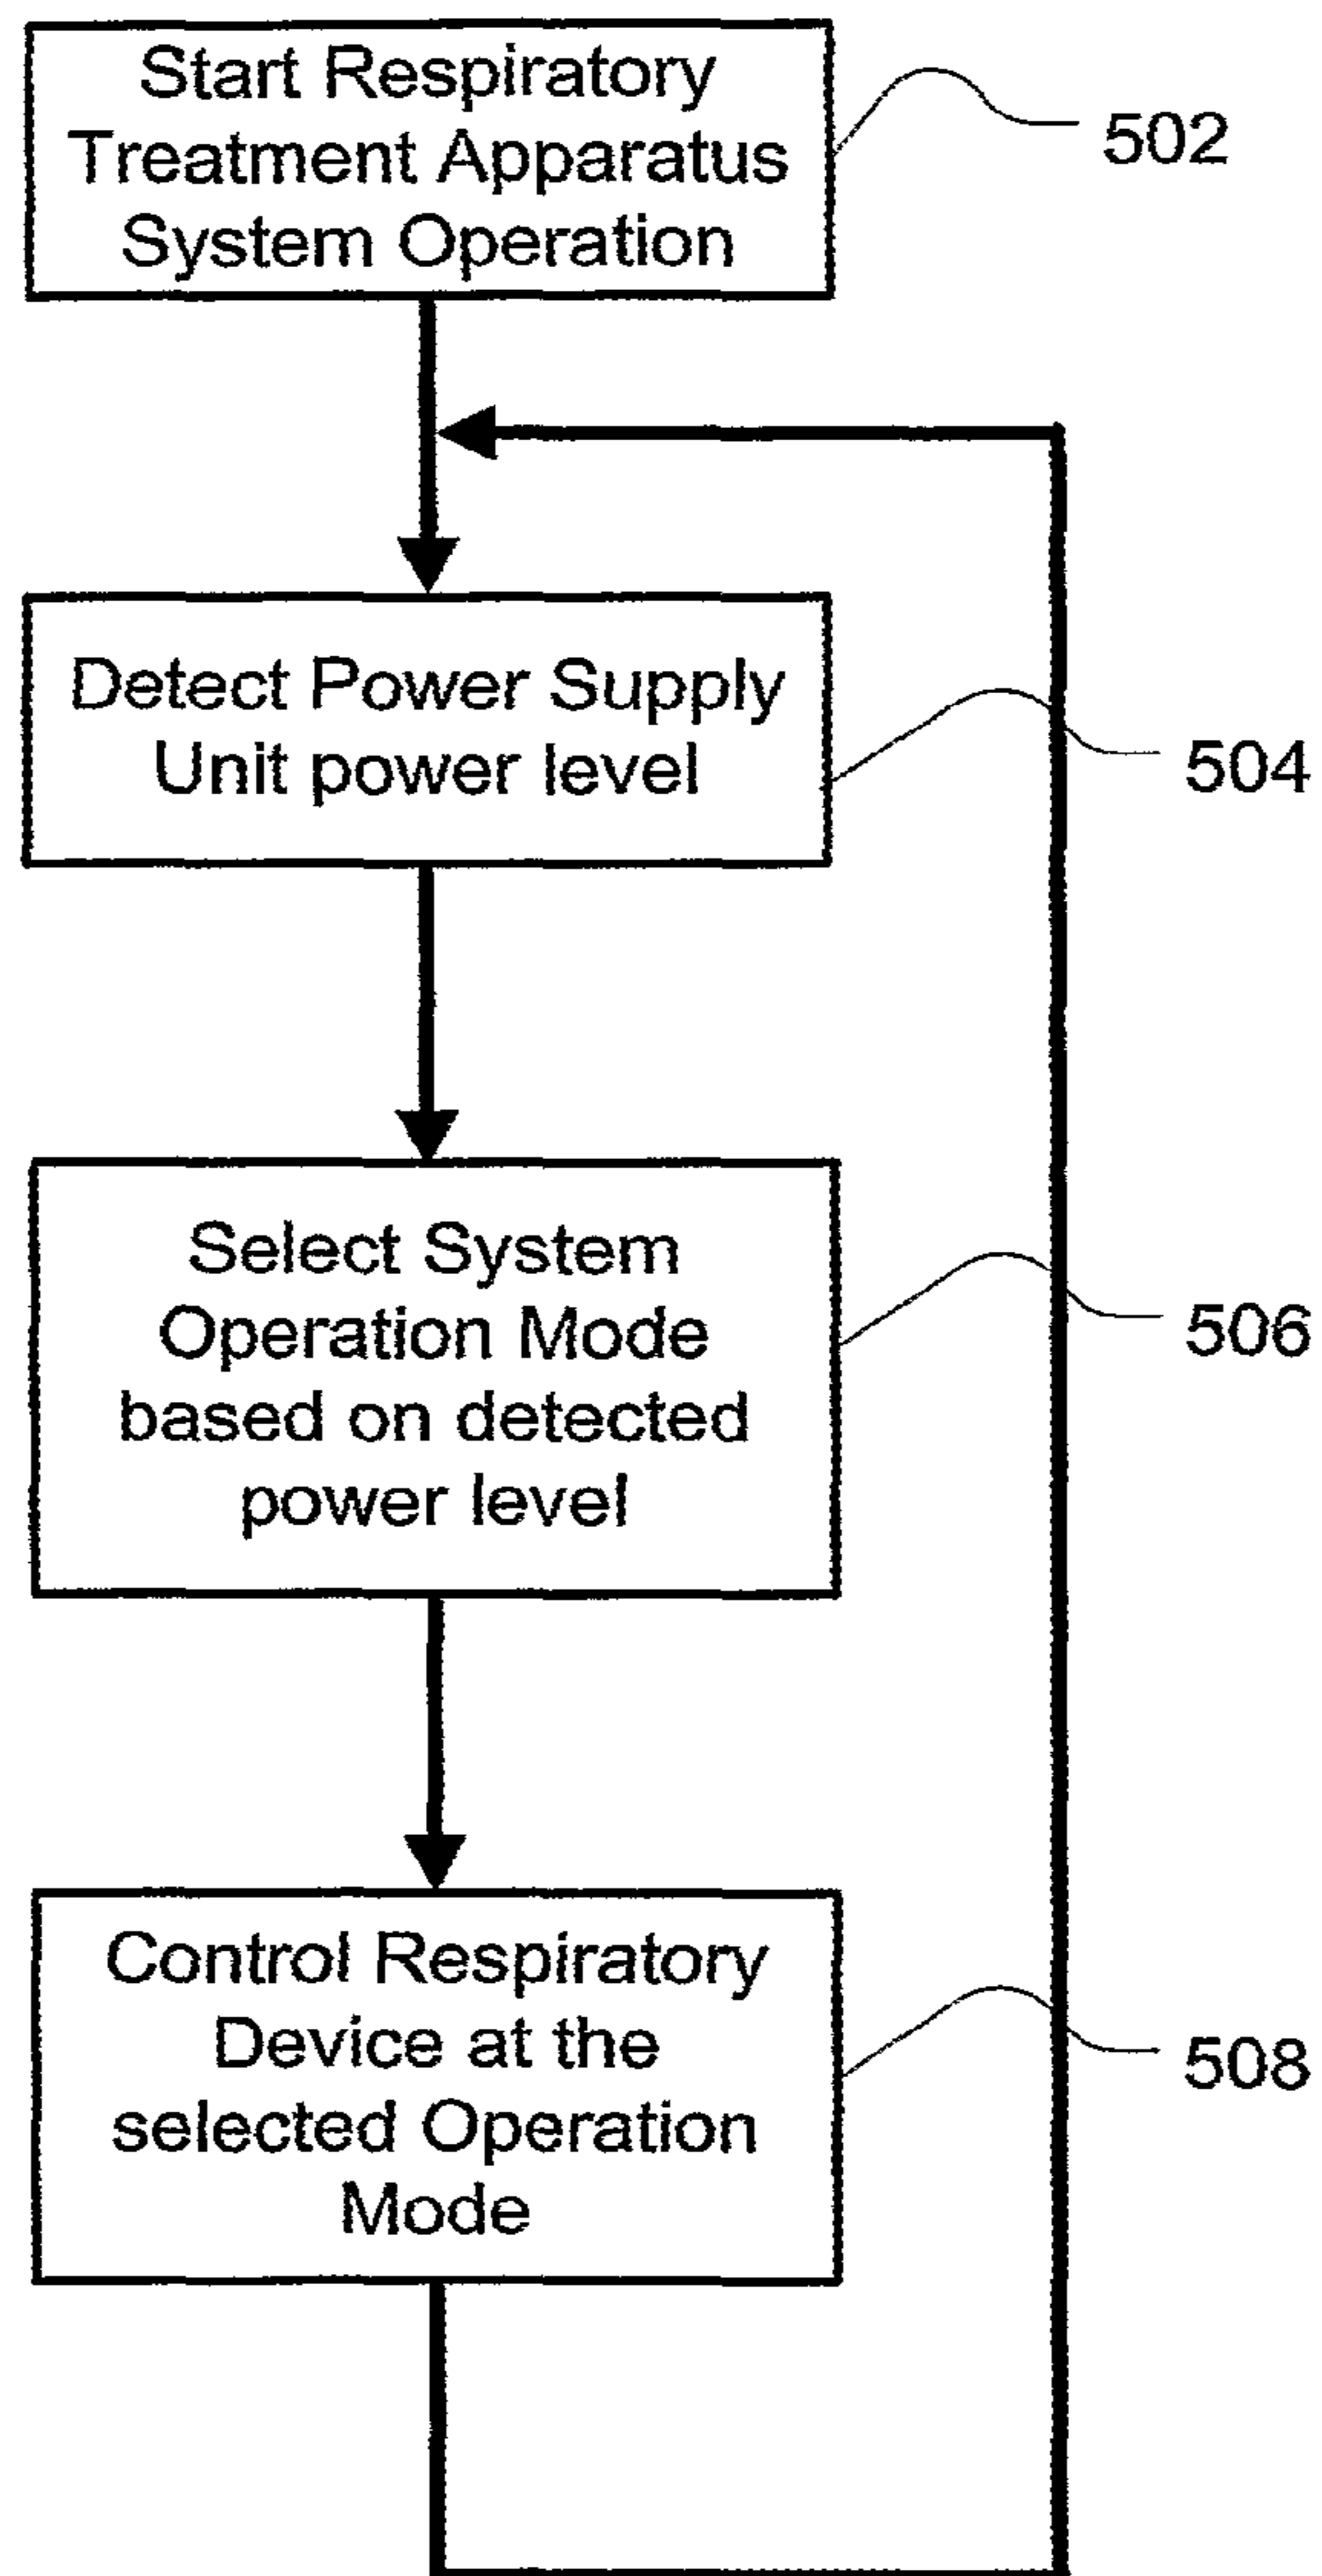 Start Respiratory
Treatment Apparatus
System Operation
502
Detect Power Supply
Unit power level
504
Select System
Operation Mode
based on detected
power level
506
Control Respiratory
Device at the
selected Operation
Mode
508